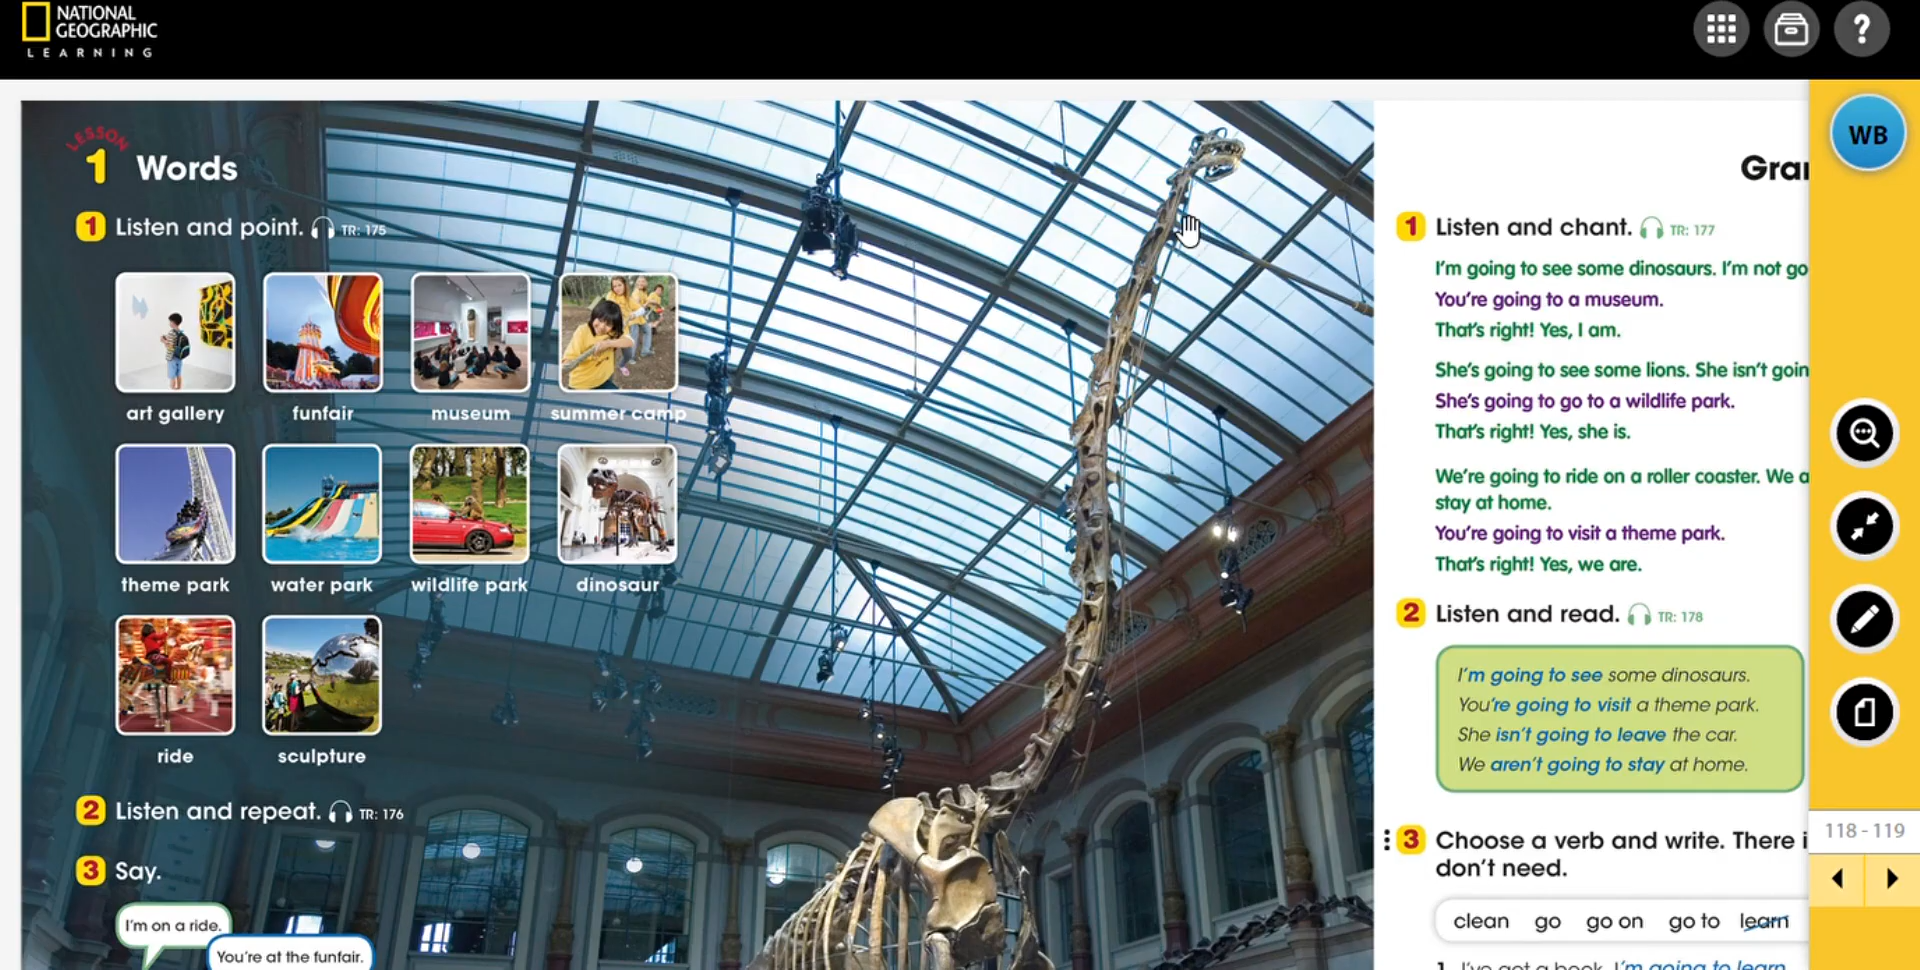 NATIONAL
GEOGRAPHIC
LEARNING
WB
LESSON
1 Words
1 Listen and point. TR: 175
art gallery
funfair
museum
summer camp
theme park
water park
wildlife park
dinosaur
ride
sculpture
2 Listen and repeat. TR: 176
3 Say.
I'm on a ride.
You're at the funfair.
Gra
1 Listen and chant. TR: 177
I'm going to see some dinosaurs. I'm not go
You're going to a museum.
That's right! Yes, I am.
She's going to see some lions. She isn't goin
She's going to go to a wildlife park.
That's right! Yes, she is.
We're going to ride on a roller coaster. We a
stay at home.
You're going to visit a theme park.
That's right! Yes, we are.
2 Listen and read. TR: 178
I'm going to see some dinosaurs.
You're going to visit a theme park.
She isn't going to leave the car.
We aren't going to stay at home.
3 Choose a verb and write. There i
don't need.
clean go go on go to learn
1 I've got a book. I'm going to learn
118 - 119